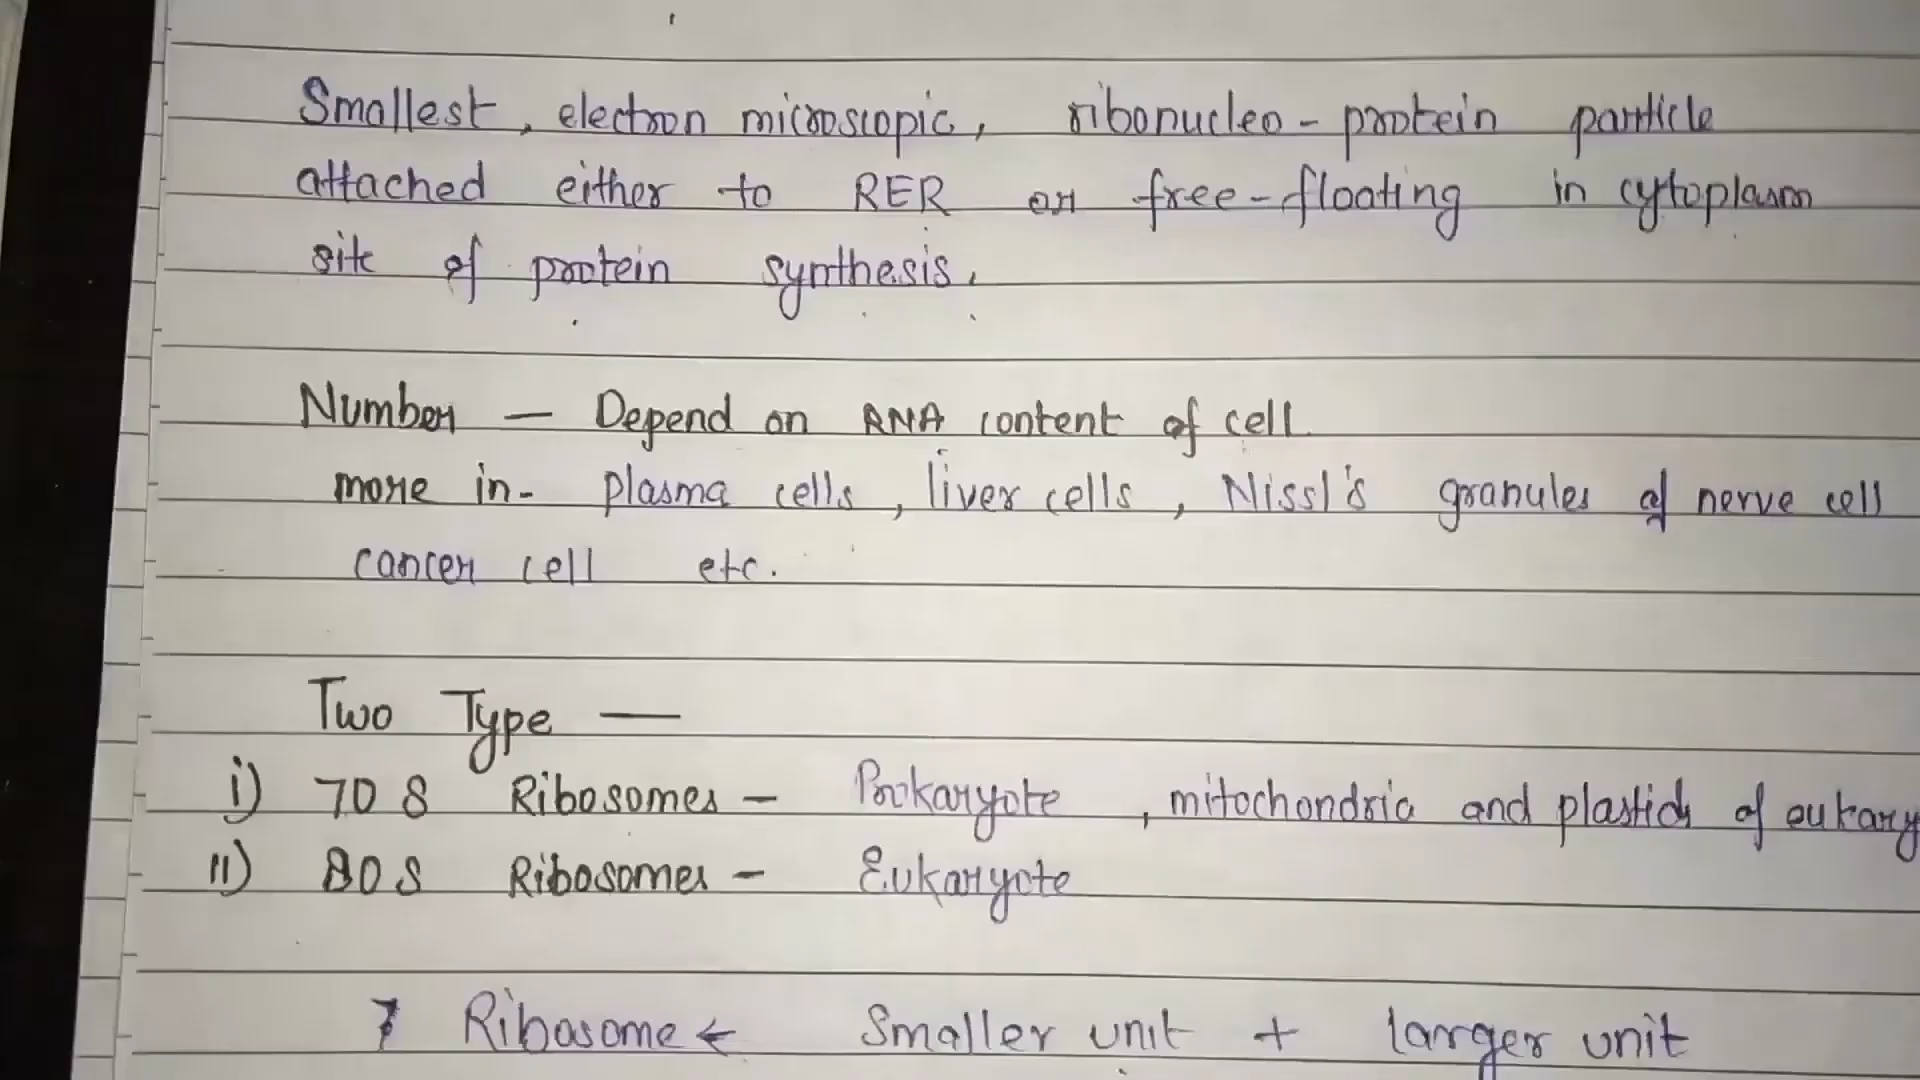 Smallest, electron microscopic, ribonucleo-protein particle
attached either to RER or free-floating in cytoplasm
site of protein synthesis.
Number — Depend on RNA content of cell.
more in- plasma cells, liver cells, Nissl's granules of nerve cell
cancer cell etc.
Two Type —
i) 70 S Ribosomes - Prokaryote, mitochondria and plastids of eukary
ii) 80 S Ribosomes - Eukaryote
Ribosome ← Smaller unit + larger unit